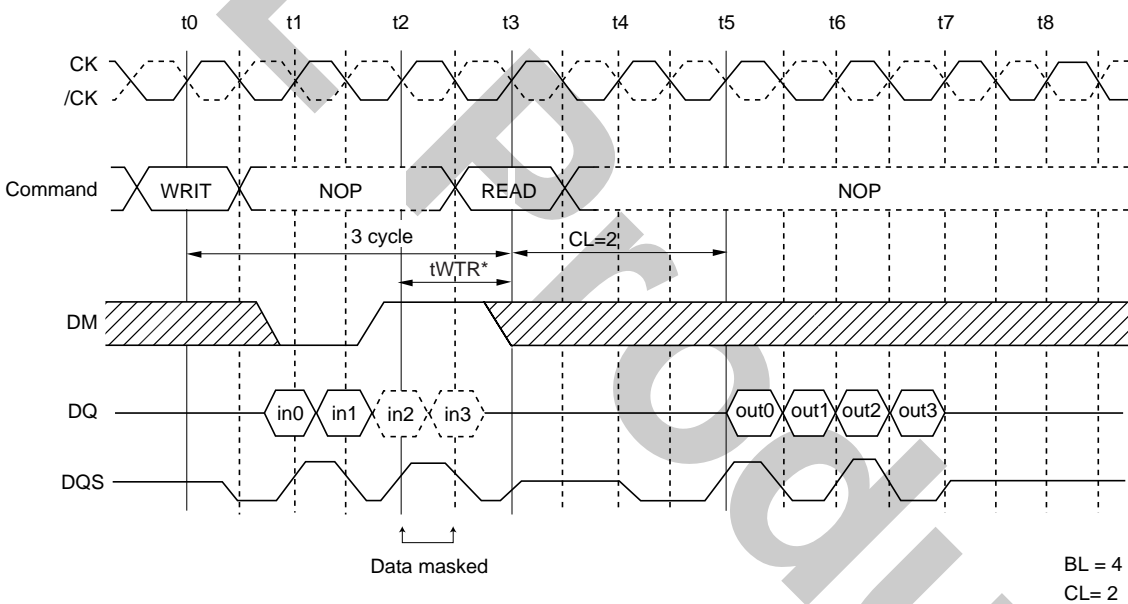 t0 t1 t2 t3 t4 t5 t6 t7 t8
CK
/CK
Command WRIT NOP READ NOP
3 cycle CL=2
tWTR*
DM
DQ in0 in1 in2 in3 out0 out1 out2 out3
DQS
Data masked
BL = 4
CL= 2